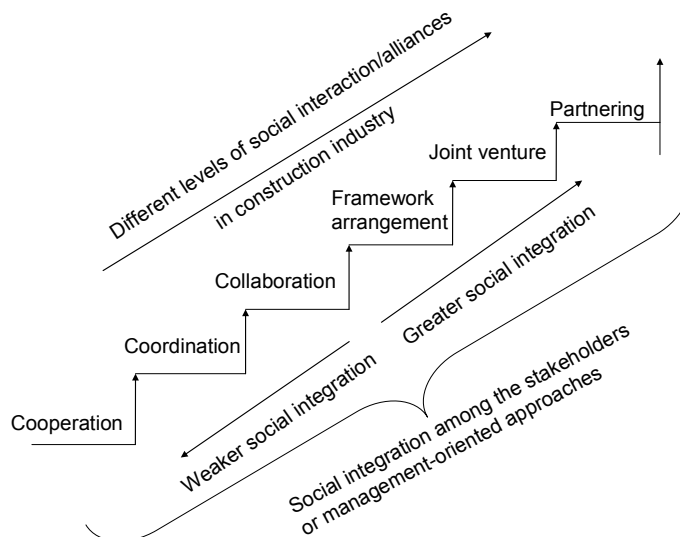 Different levels of social interaction/alliances
in construction industry
Partnering
Joint venture
Framework
arrangement
Collaboration
Coordination
Cooperation
Greater social integration
Weaker social integration
Social integration among the stakeholders
or management-oriented approaches